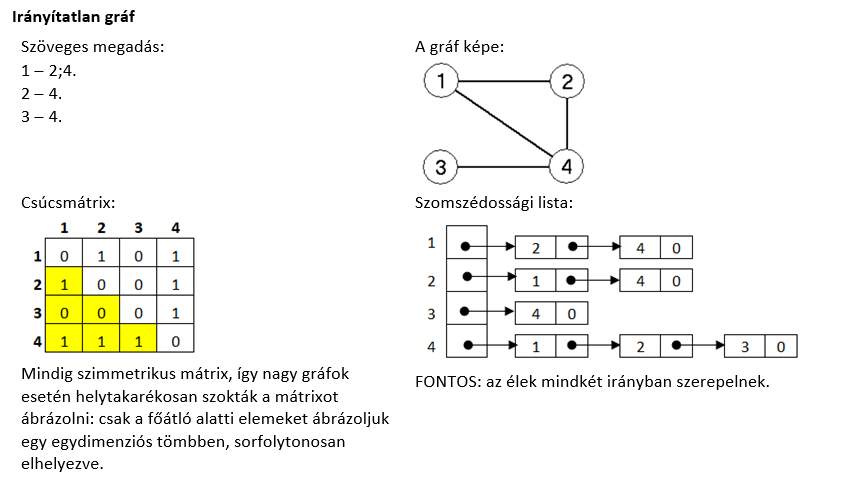 Irányítatlan gráf
Szöveges megadás:
1 – 2;4.
2 – 4.
3 – 4.
A gráf képe:
1 2
3 4
Csúcsmátrix:
1 2 3 4
1 0 1 0 1
2 1 0 0 1
3 0 0 0 1
4 1 1 1 0
Mindig szimmetrikus mátrix, így nagy gráfok
esetén helytakarékosan szokták a mátrixot
ábrázolni: csak a főátló alatti elemeket ábrázoljuk
egy egydimenziós tömbben, sorfolytonosan
elhelyezve.
Szomszédossági lista:
1 2 4 0
2 1 4 0
3 4 0
4 1 2 3 0
FONTOS: az élek mindkét irányban szerepelnek.